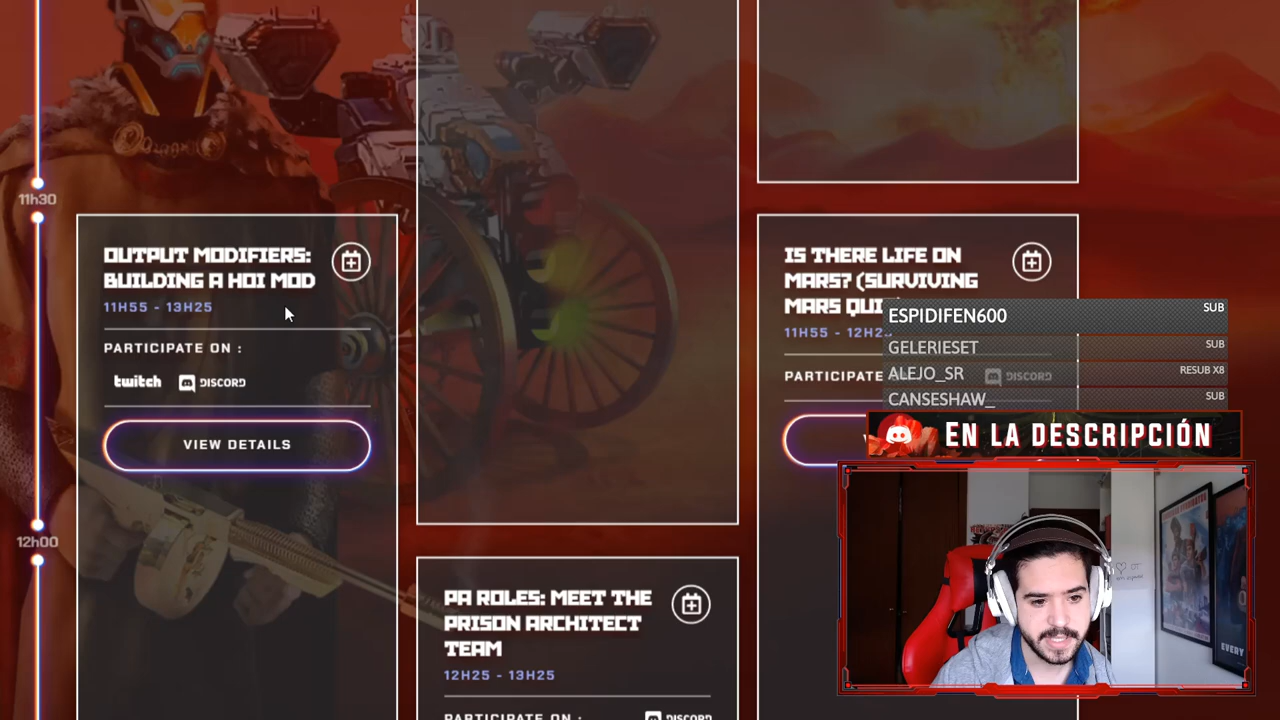 11h30
OUTPUT MODIFIERS:
BUILDING A HOI MOD
11H55 - 13H25
PARTICIPATE ON :
twitch DISCORD
VIEW DETAILS
12h00
PA ROLES: MEET THE
PRISON ARCHITECT
TEAM
12H25 - 13H25
PARTICIPATE ON : DISCORD
IS THERE LIFE ON
MARS? (SURVIVING
MARS
11H55 -
PARTICIPATE
DISCORD
ESPIDIFEN600 SUB
GELERIESET SUB
ALEJO_SR RESUB X8
CANSESHAW_ SUB
EN LA DESCRIPCIÓN
EVERY